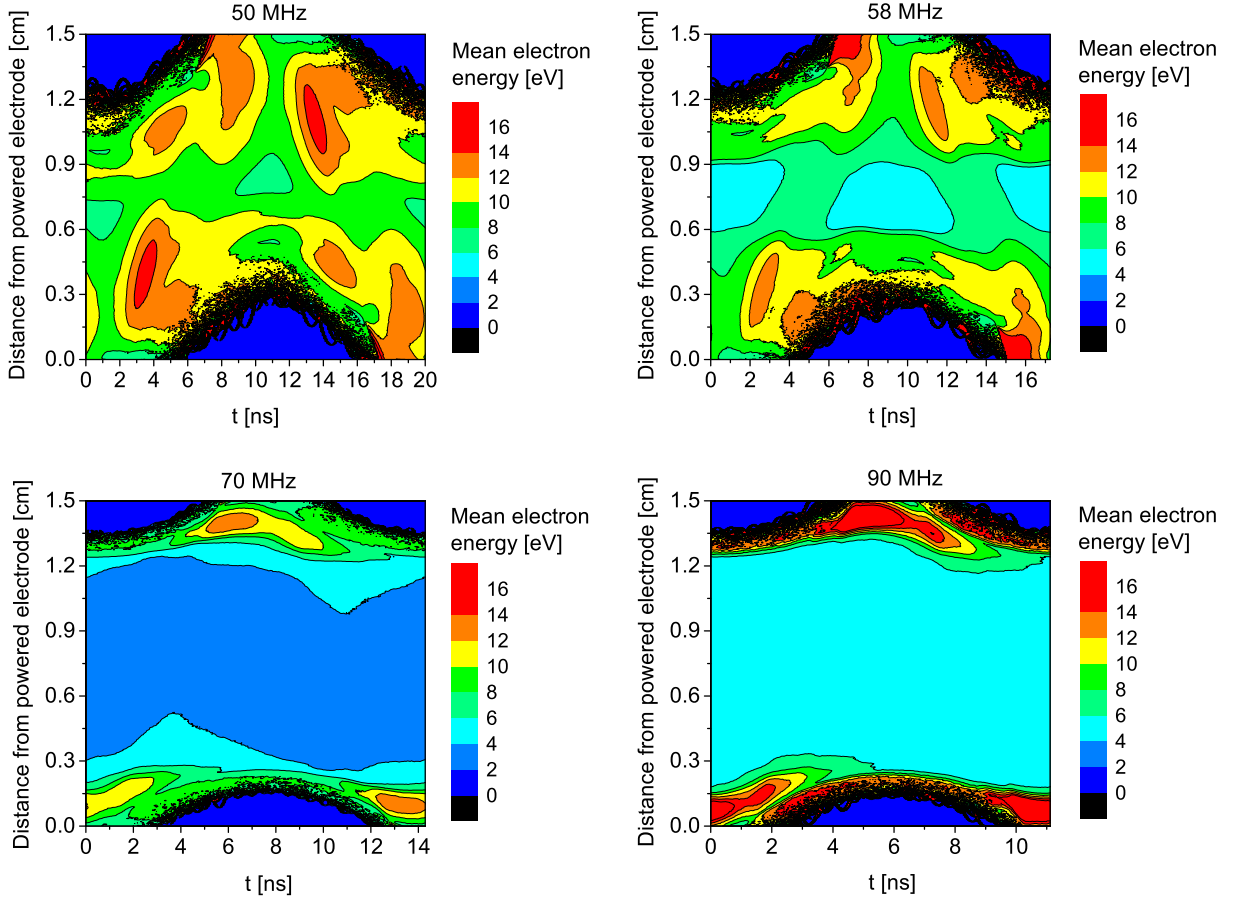 50 MHz
Distance from powered electrode [cm]
1.5
1.2
0.9
0.6
0.3
0.0
0 2 4 6 8 10 12 14 16 18 20
t [ns]
Mean electron
energy [eV]
16
14
12
10
8
6
4
2
0
58 MHz
Distance from powered electrode [cm]
1.5
1.2
0.9
0.6
0.3
0.0
0 2 4 6 8 10 12 14 16
t [ns]
Mean electron
energy [eV]
16
14
12
10
8
6
4
2
0
70 MHz
Distance from powered electrode [cm]
1.5
1.2
0.9
0.6
0.3
0.0
0 2 4 6 8 10 12 14
t [ns]
Mean electron
energy [eV]
16
14
12
10
8
6
4
2
0
90 MHz
Distance from powered electrode [cm]
1.5
1.2
0.9
0.6
0.3
0.0
0 2 4 6 8 10
t [ns]
Mean electron
energy [eV]
16
14
12
10
8
6
4
2
0